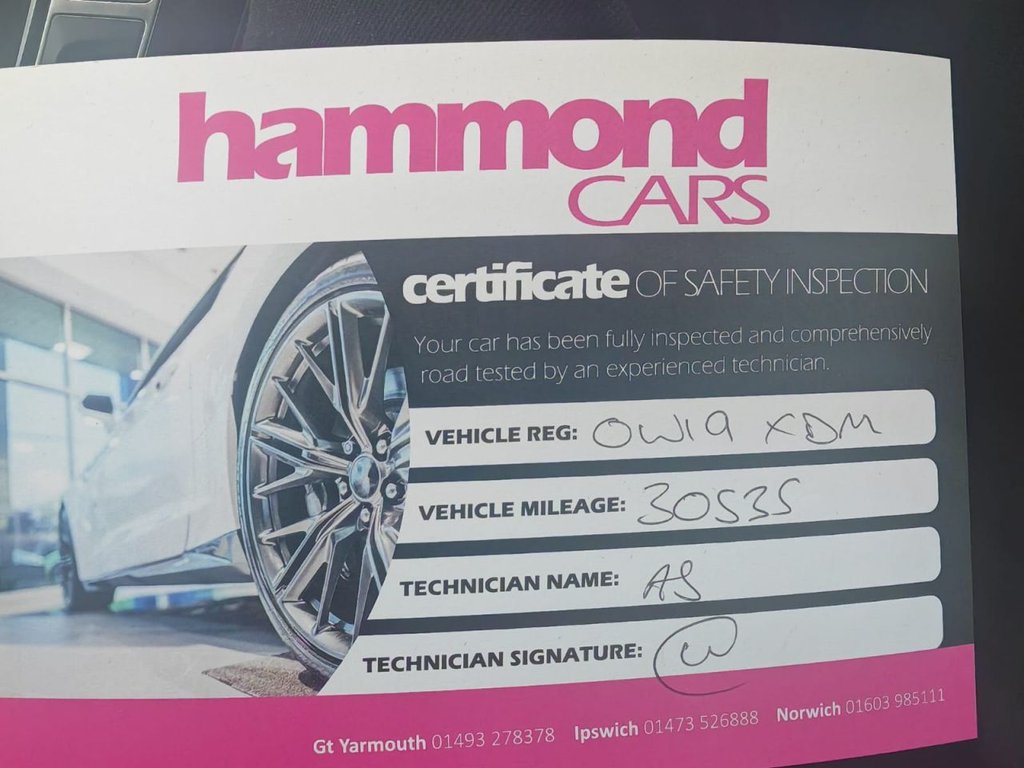 hammond
CARS
certificate OF SAFETY INSPECTION
Your car has been fully inspected and comprehensively
road tested by an experienced technician.
VEHICLE REG: OW19 XDM
VEHICLE MILEAGE: 30535
TECHNICIAN NAME: AS
TECHNICIAN SIGNATURE:
Gt Yarmouth 01493 278378 Ipswich 01473 526888 Norwich 01603 985111